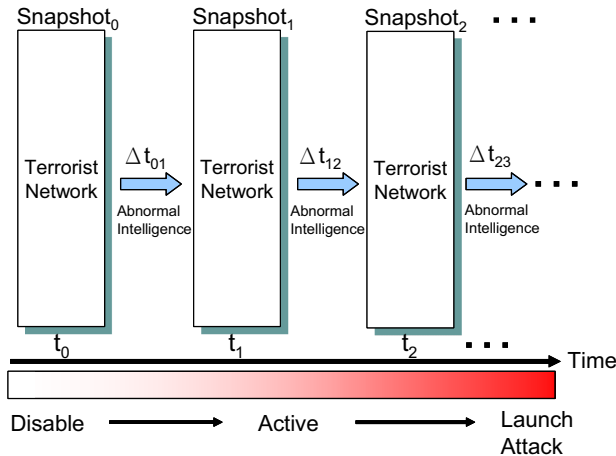 Snapshot₀ Snapshot₁ Snapshot₂ ...
Δt₀₁ Δt₁₂ Δt₂₃
Terrorist Network
Abnormal Intelligence
Terrorist Network
Abnormal Intelligence
Terrorist Network
Abnormal Intelligence
...
t₀ t₁ t₂ ...
Time
Disable Active Launch Attack